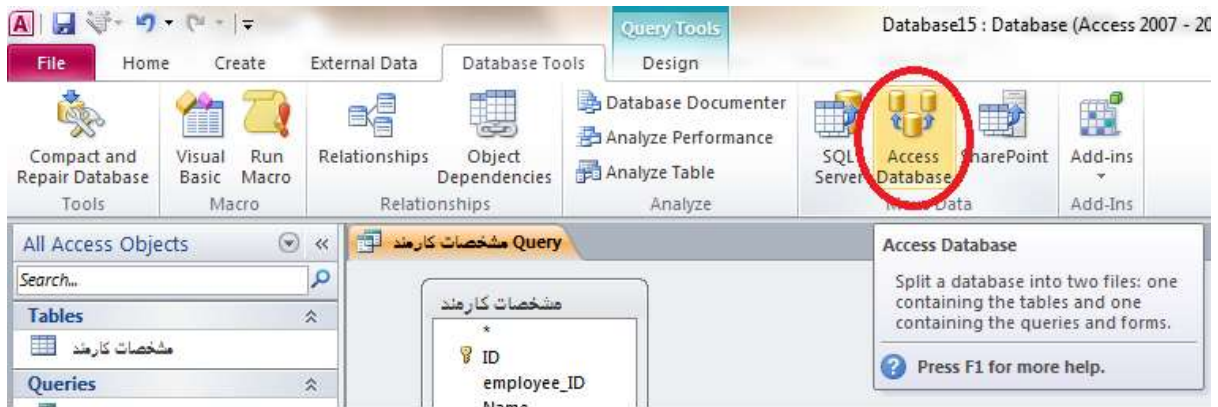 Query Tools
Database15 : Database (Access 2007 - 20
File Home Create External Data Database Tools Design
Compact and
Repair Database
Visual
Basic
Run
Macro
Relationships
Object
Dependencies
Database Documenter
Analyze Performance
Analyze Table
SQL
Server
Access
Database
SharePoint
Add-ins
Tools Macro Relationships Analyze Move Data Add-Ins
All Access Objects
مشخصات کارمند Query
Search...
Tables
مشخصات کارمند
Queries
مشخصات کارمند
*
ID
employee_ID
Name
Access Database
Split a database into two files: one
containing the tables and one
containing the queries and forms.
Press F1 for more help.